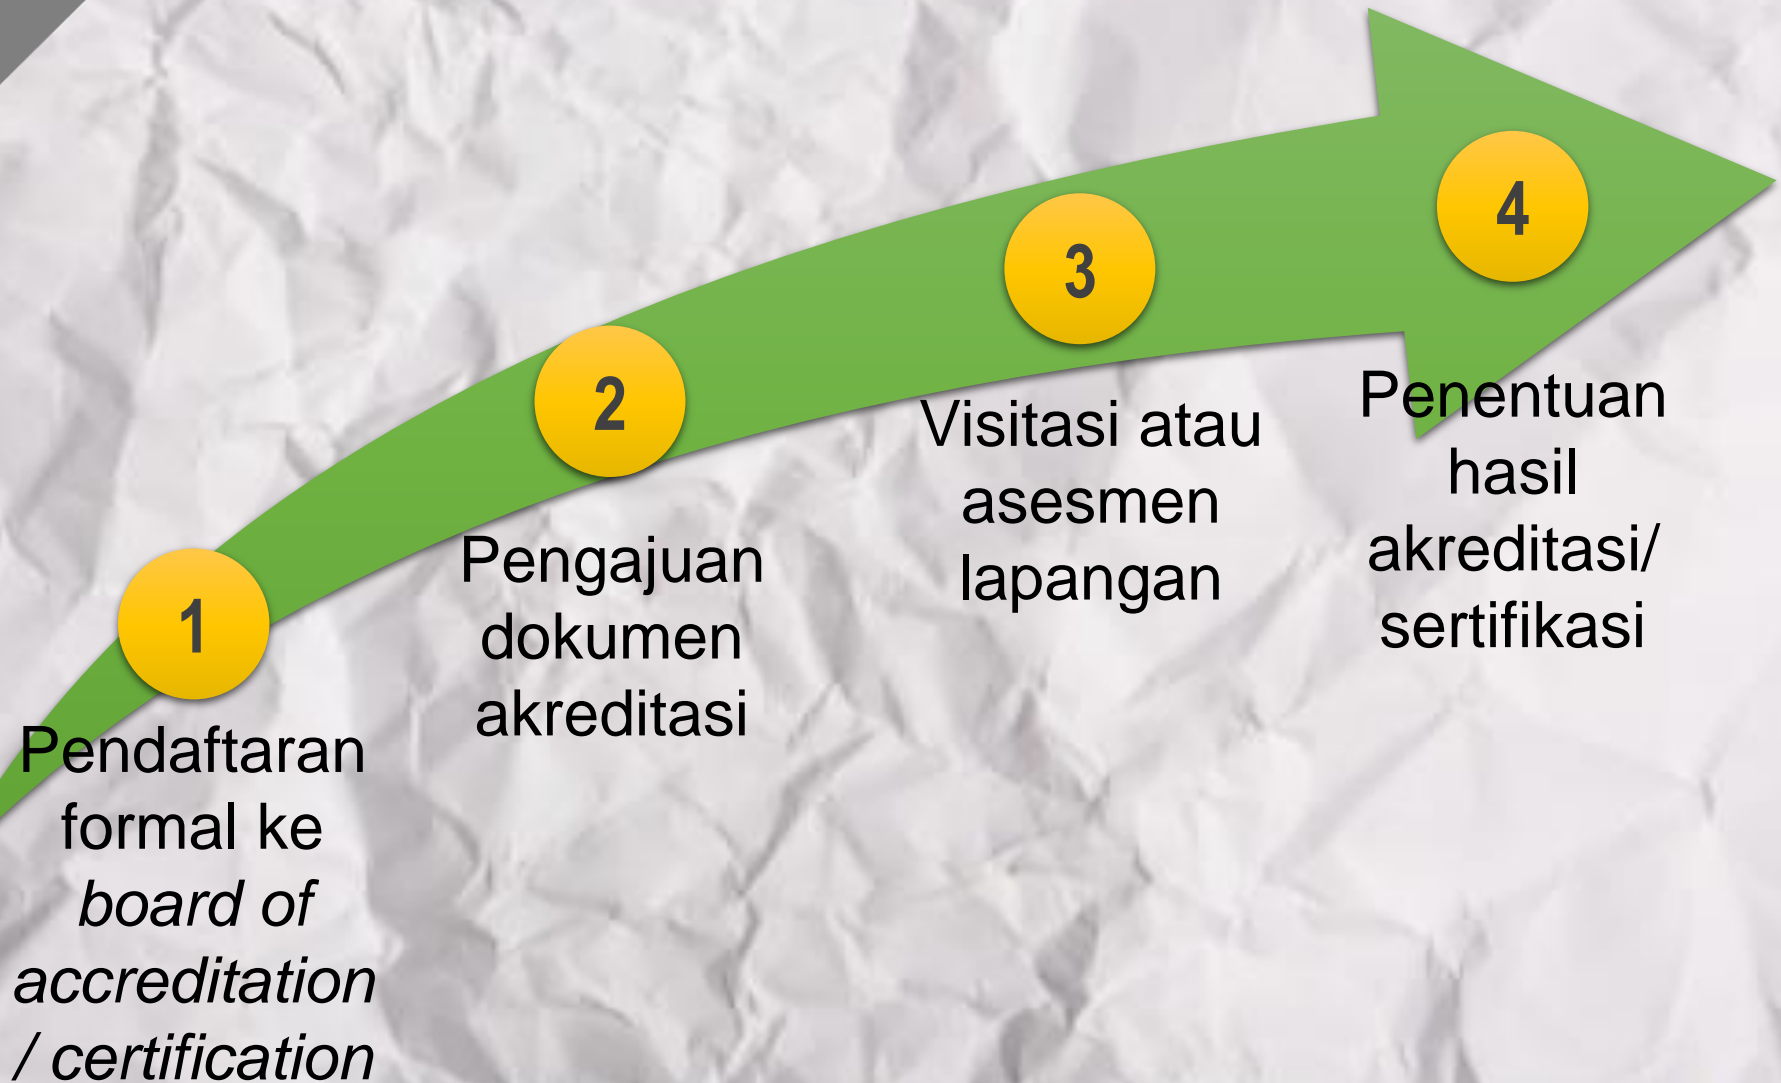 1
Pendaftaran
formal ke
board of
accreditation
/ certification
2
Pengajuan
dokumen
akreditasi
3
Visitasi atau
asesmen
lapangan
4
Penentuan
hasil
akreditasi/
sertifikasi